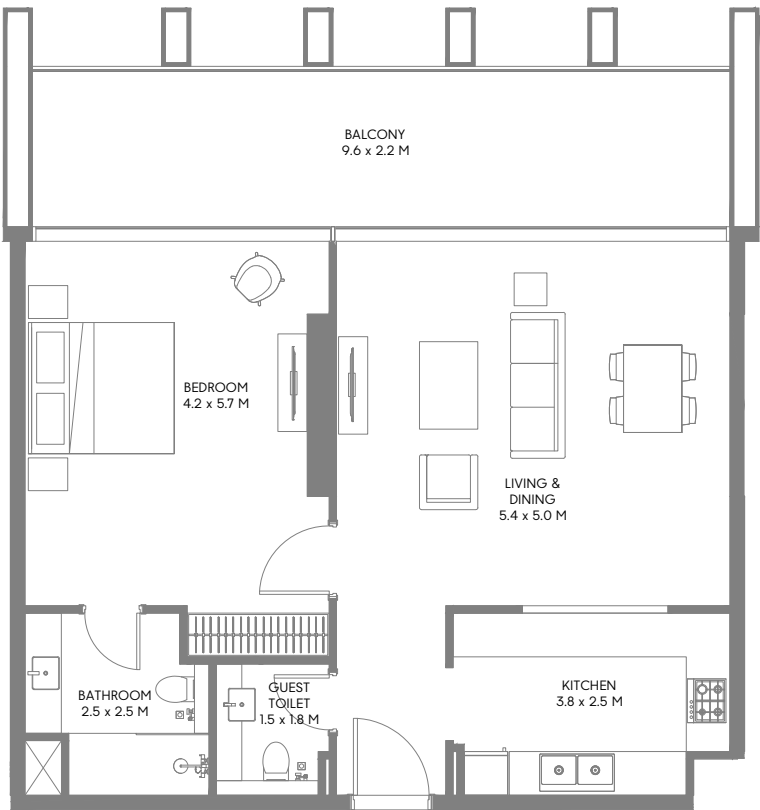 BALCONY
9.6 x 2.2 M
BEDROOM
4.2 x 5.7 M
LIVING &
DINING
5.4 x 5.0 M
BATHROOM
2.5 x 2.5 M
GUEST
TOILET
1.5 x 1.8 M
KITCHEN
3.8 x 2.5 M